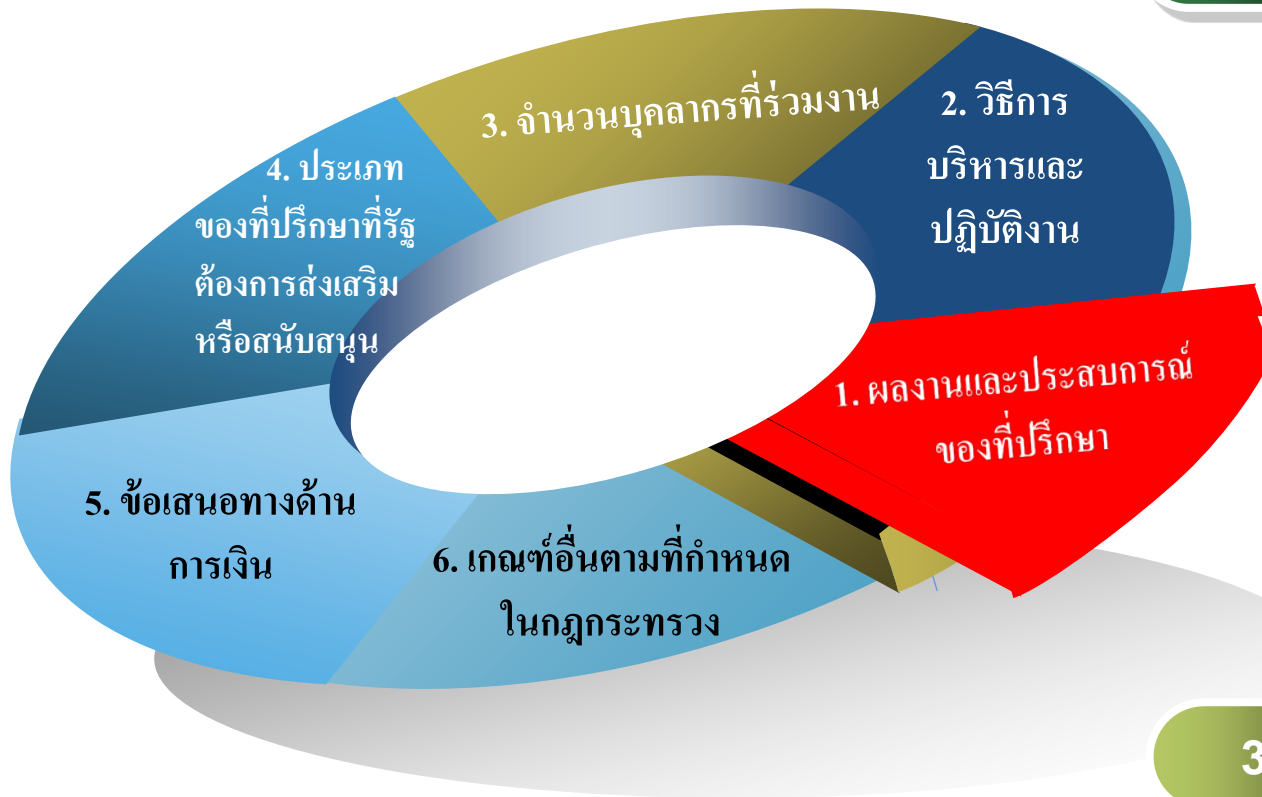 3. จำนวนบุคลากรที่ร่วมงาน
2. วิธีการ
บริหารและ
ปฏิบัติงาน
4. ประเภท
ของที่ปรึกษาที่รัฐ
ต้องการส่งเสริม
หรือสนับสนุน
1. ผลงานและประสบการณ์
ของที่ปรึกษา
5. ข้อเสนอทางด้าน
การเงิน
6. เกณฑ์อื่นตามที่กำหนด
ในกฎกระทรวง